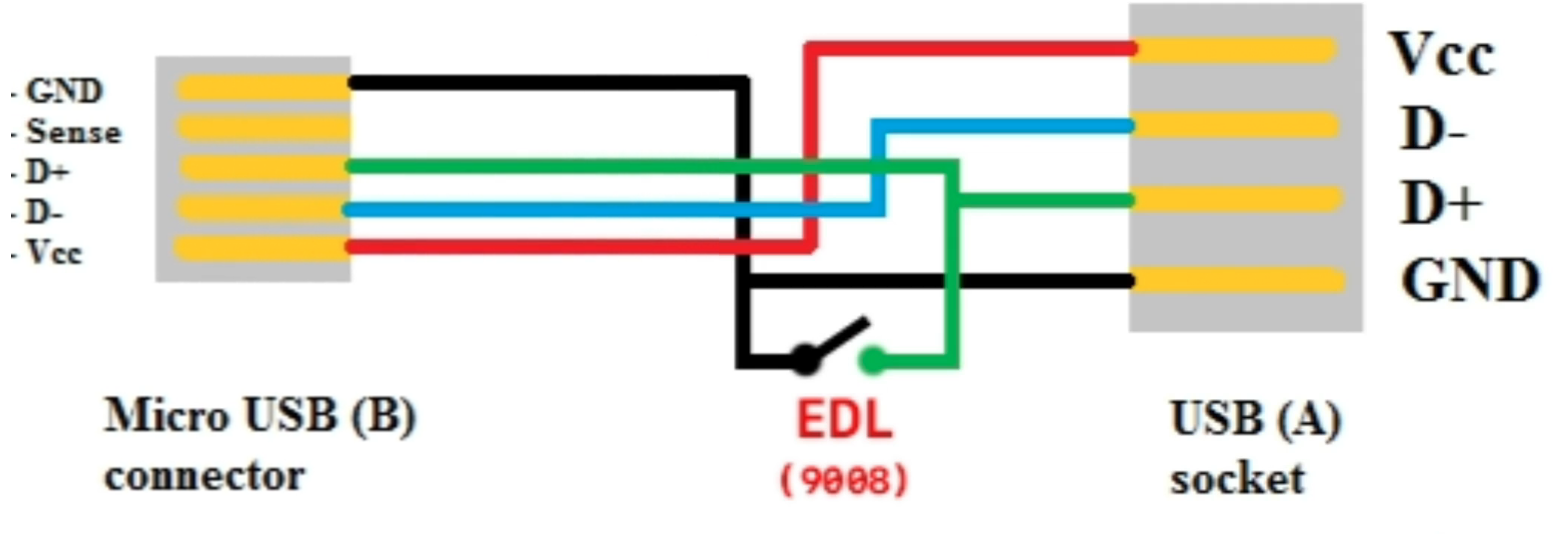 - GND
- Sense
- D+
- D-
- Vcc
Vcc
D-
D+
GND
Micro USB (B)
connector
EDL
(9008)
USB (A)
socket